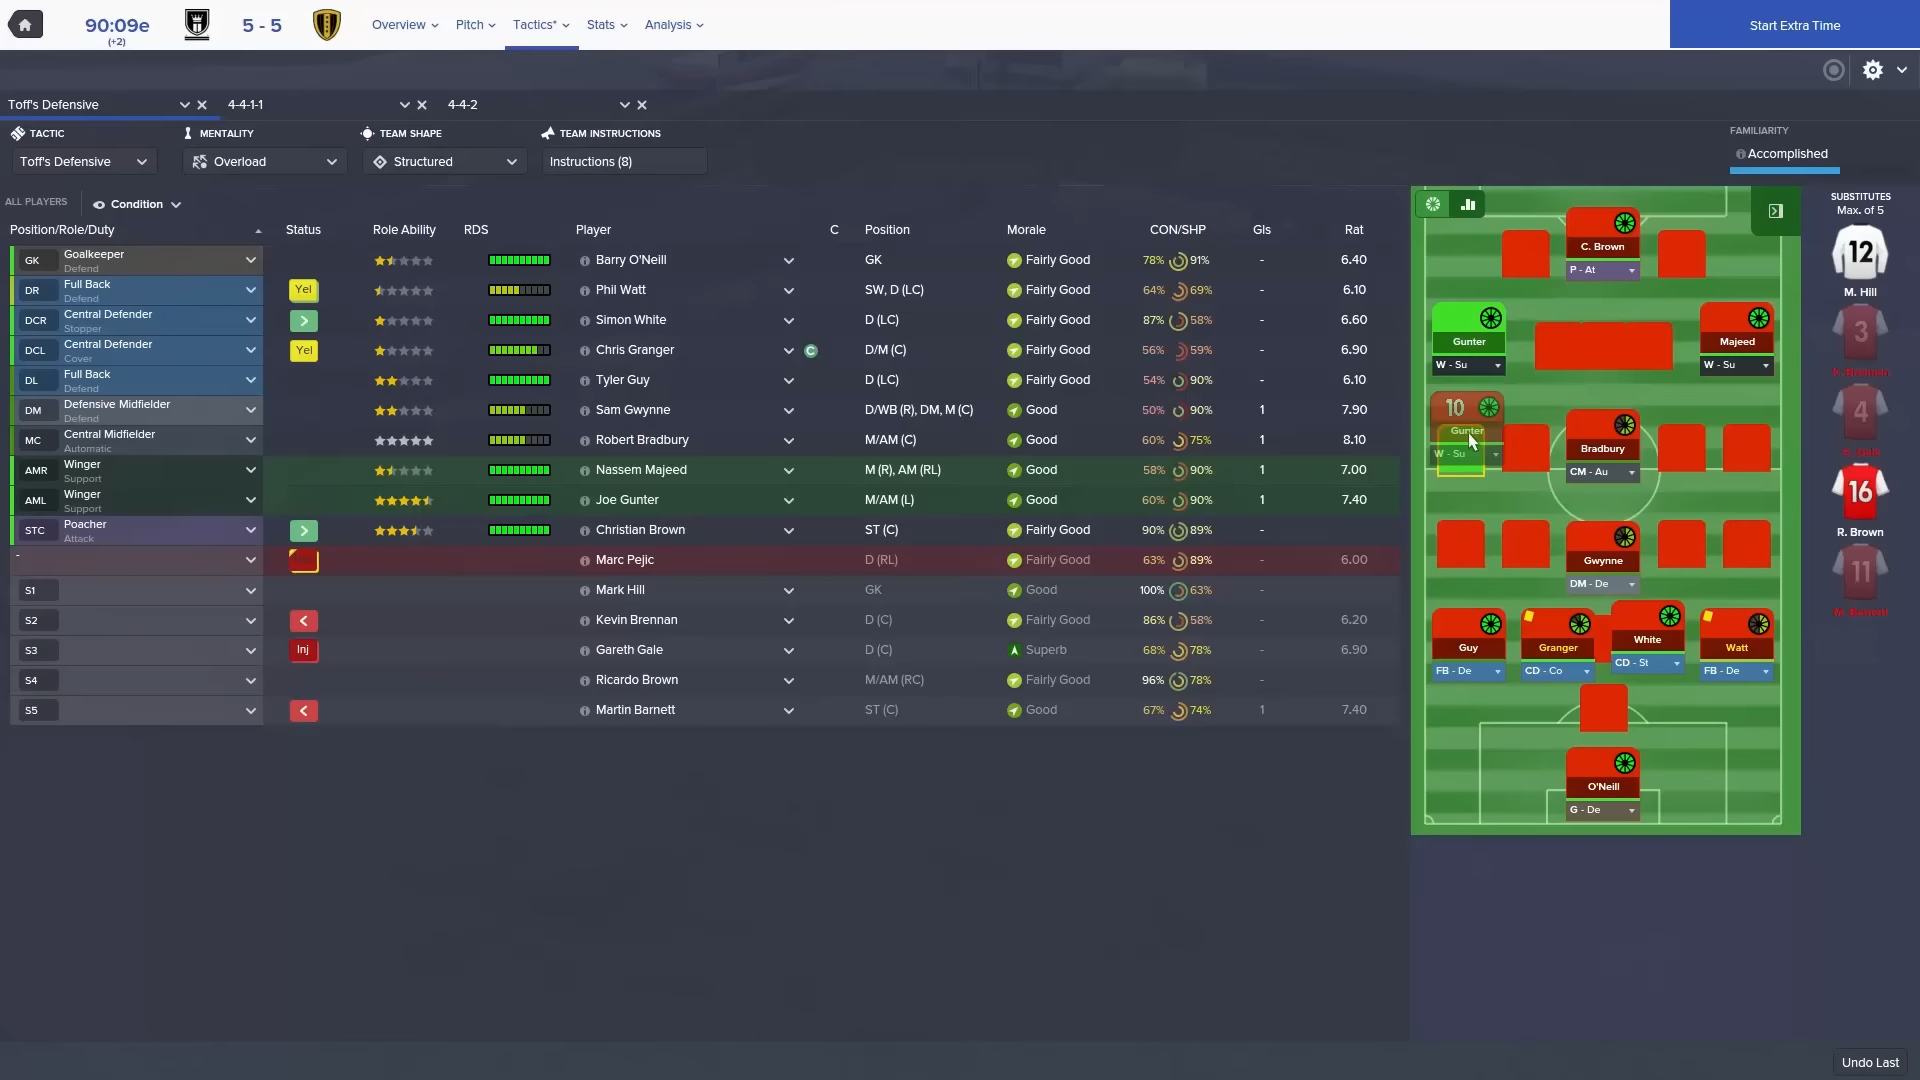 90:09e
(+2)
5 - 5
Overview
Pitch
Tactics*
Stats
Analysis
Start Extra Time
Toff's Defensive
4-4-1-1
4-4-2
TACTIC
MENTALITY
TEAM SHAPE
TEAM INSTRUCTIONS
Toff's Defensive
Overload
Structured
Instructions (8)
FAMILIARITY
Accomplished
ALL PLAYERS
Condition
Position/Role/Duty
Status
Role Ability
RDS
Player
C
Position
Morale
CON/SHP
Gls
Rat
GK Goalkeeper Defend Barry O'Neill GK Fairly Good 78% 91% - 6.40
DR Full Back Defend Yel Phil Watt SW, D (LC) Fairly Good 64% 69% - 6.10
DCR Central Defender Stopper Simon White D (LC) Fairly Good 87% 58% - 6.60
DCL Central Defender Cover Yel Chris Granger C D/M (C) Fairly Good 56% 59% - 6.90
DL Full Back Defend Tyler Guy D (LC) Fairly Good 54% 90% - 6.10
DM Defensive Midfielder Defend Sam Gwynne D/WB (R), DM, M (C) Good 50% 90% 1 7.90
MC Central Midfielder Automatic Robert Bradbury M/AM (C) Good 60% 75% 1 8.10
AMR Winger Support Nassem Majeed M (R), AM (RL) Good 58% 90% 1 7.00
AML Winger Support Joe Gunter M/AM (L) Good 60% 90% 1 7.40
STC Poacher Attack Christian Brown ST (C) Fairly Good 90% 89% -
- Marc Pejic D (RL) Fairly Good 63% 89% - 6.00
S1 Mark Hill GK Good 100% 63% -
S2 Kevin Brennan D (C) Fairly Good 86% 58% - 6.20
S3 Inj Gareth Gale D (C) Superb 68% 78% - 6.90
S4 Ricardo Brown M/AM (RC) Fairly Good 96% 78% -
S5 Martin Barnett ST (C) Good 67% 74% 1 7.40
C. Brown
P - At
Gunter
W - Su
Majeed
W - Su
10
Gunter
W - Su
Bradbury
CM - Au
Gwynne
DM - De
Guy
FB - De
Granger
CD - Co
White
CD - St
Watt
FB - De
O'Neill
G - De
SUBSTITUTES
Max. of 5
12
M. Hill
3
K. Brennan
4
G. Gale
16
R. Brown
11
M. Barnett
Undo Last